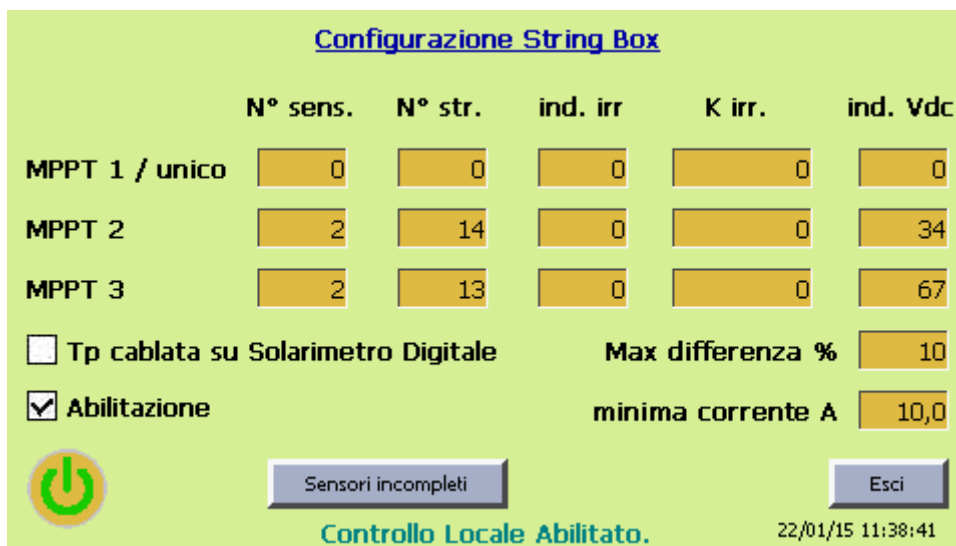 Configurazione String Box
N° sens. N° str. ind. irr K irr. ind. Vdc
MPPT 1 / unico 0 0 0 0 0
MPPT 2 2 14 0 0 34
MPPT 3 2 13 0 0 67
Tp cablata su Solarimetro Digitale Max differenza % 10
Abilitazione minima corrente A 10,0
Sensori incompleti Esci
Controllo Locale Abilitato. 22/01/15 11:38:41